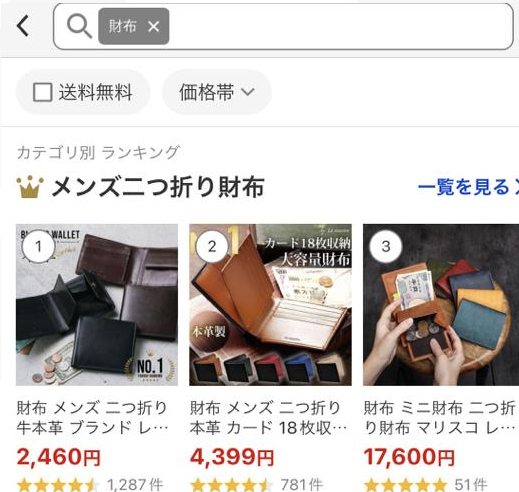 財布 ×
送料無料
価格帯
カテゴリ別 ランキング
メンズ二つ折り財布
一覧を見る
1
WALLET
NO.1
2
カード18枚収納
大容量財布
本革製
3
財布 メンズ 二つ折り
牛本革 ブランド レ…
2,460円
1,287件
財布 メンズ 二つ折り
本革 カード 18枚収…
4,399円
781件
財布 ミニ財布 二つ折
り財布 マリスコ レ…
17,600円
51件